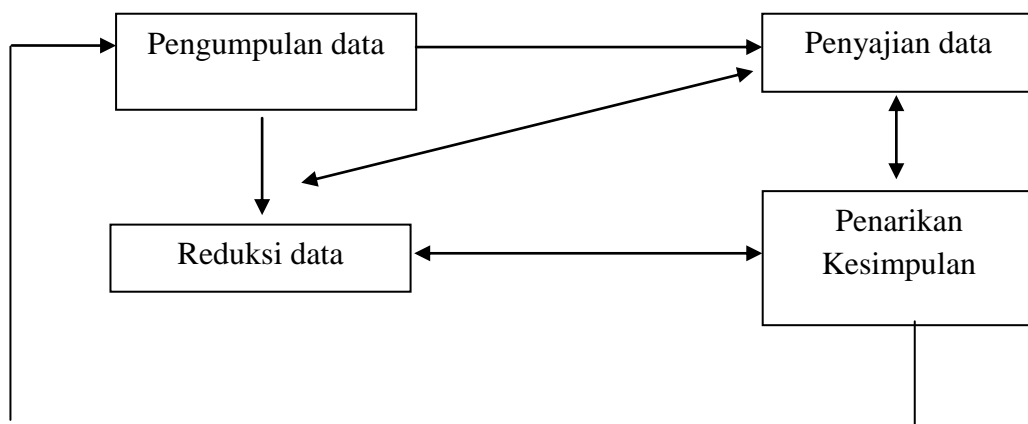 Pengumpulan data
Penyajian data
Reduksi data
Penarikan
Kesimpulan